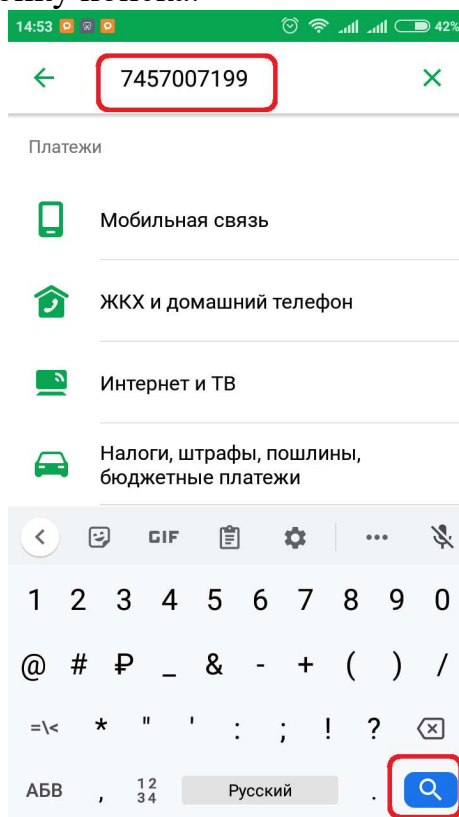 14:53 42%
7457007199
Платежи
Мобильная связь
ЖКХ и домашний телефон
Интернет и ТВ
Налоги, штрафы, пошлины,
бюджетные платежи
GIF
1 2 3 4 5 6 7 8 9 0
@ # ₽ _ & - + ( ) /
=\< * " ' : ; ! ?
АБВ , 12 34 Русский .